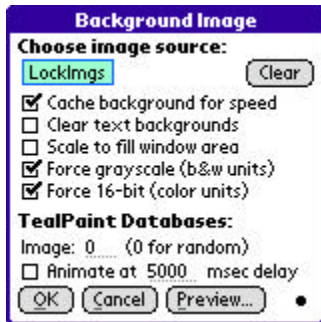 Background Image
Choose image source:
LockImgs Clear
Cache background for speed
Clear text backgrounds
Scale to fill window area
Force grayscale (b&w units)
Force 16-bit (color units)
TealPaint Databases:
Image: 0 (0 for random)
Animate at 5000 msec delay
OK Cancel Preview...